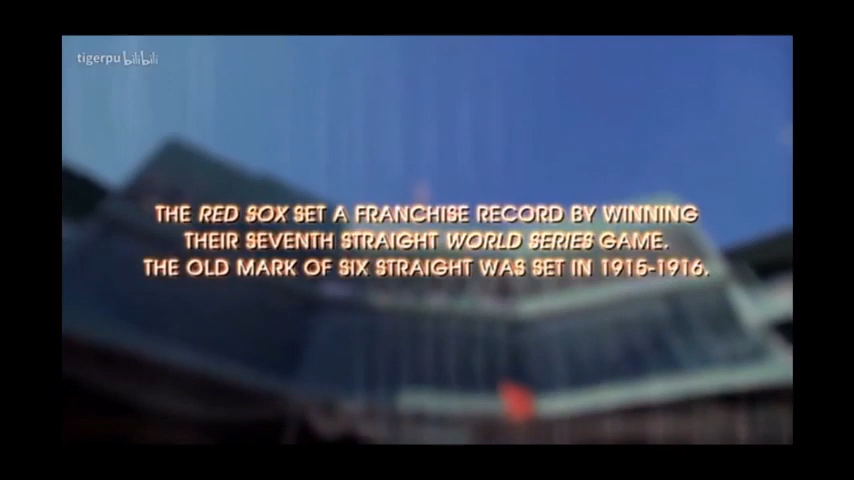 tigerpu bilibili
THE RED SOX SET A FRANCHISE RECORD BY WINNING
THEIR SEVENTH STRAIGHT WORLD SERIES GAME.
THE OLD MARK OF SIX STRAIGHT WAS SET IN 1915-1916.